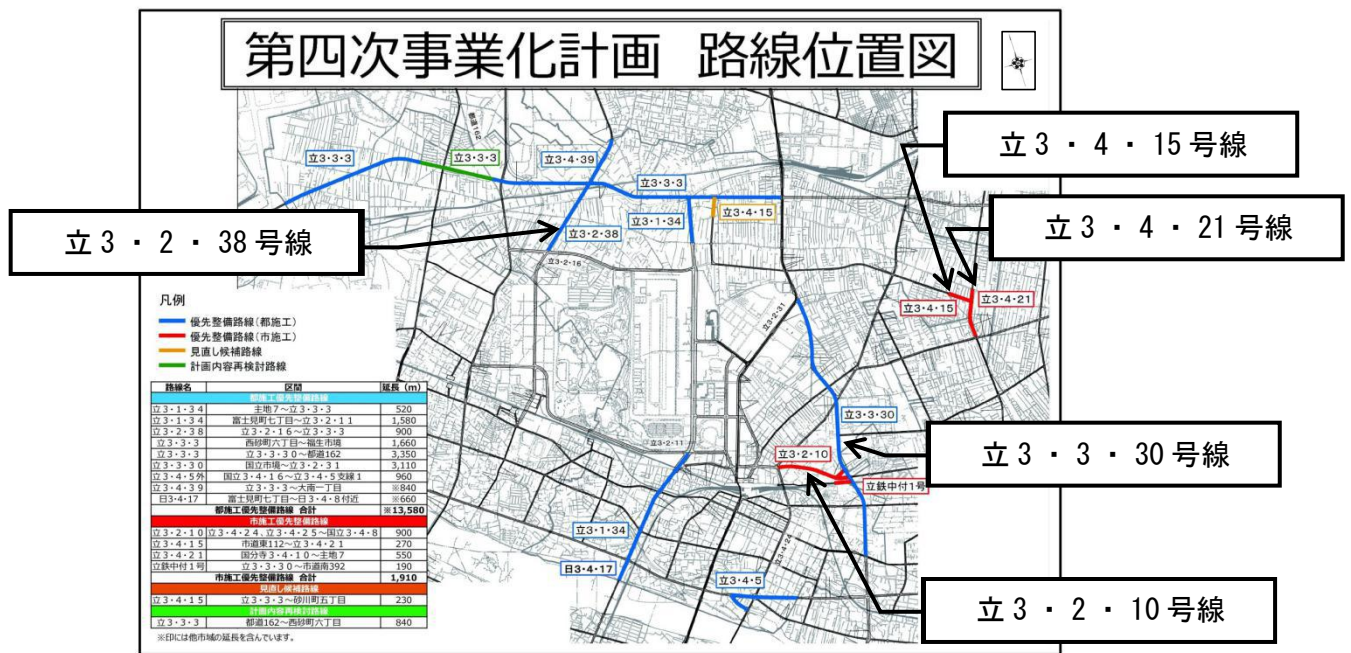 第四次事業化計画 路線位置図
立3・4・15号線
立3・4・21号線
立3・2・38号線
立3・3・30号線
立3・2・10号線
都道162
立3・3・3
立3・3・3
立3・4・39
立3・3・3
立3・1・34
立3・4・15
立3・2・38
立3・2・16
立3・2・31
立3・4・15
立3・4・21
立3・3・30
立3・2・11
立3・2・10
立鉄中付1号
立3・1・34
立3・4・24
日3・4・17
立3・4・5
凡例
優先整備路線(都施工)
優先整備路線(市施工)
見直し候補路線
計画内容再検討路線
路線名 区間 延長(m)
都施工優先整備路線
立3・1・34 主地7~立3・3・3 520
立3・1・34 富士見町七丁目~立3・2・11 1,580
立3・2・38 立3・2・16~立3・3・3 900
立3・3・3 西砂町六丁目~福生市境 1,660
立3・3・3 立3・3・30~都道162 3,350
立3・3・30 国立市境~立3・2・31 3,110
立3・4・5外 国立3・4・16~立3・4・5支線1 960
立3・4・39 立3・3・3~大南一丁目 ※840
日3・4・17 富士見町七丁目~日3・4・8付近 ※660
都施工優先整備路線 合計 ※13,580
市施工優先整備路線
立3・2・10 立3・4・24、立3・4・25~国立3・4・8 900
立3・4・15 市道東112~立3・4・21 270
立3・4・21 国分寺3・4・10~主地7 550
立鉄中付1号 立3・3・30~市道南392 190
市施工優先整備路線 合計 1,910
見直し候補路線
立3・4・15 立3・3・3~砂川町五丁目 230
計画内容再検討路線
立3・3・3 都道162~西砂町六丁目 840
※印には他市域の延長を含んでいます。